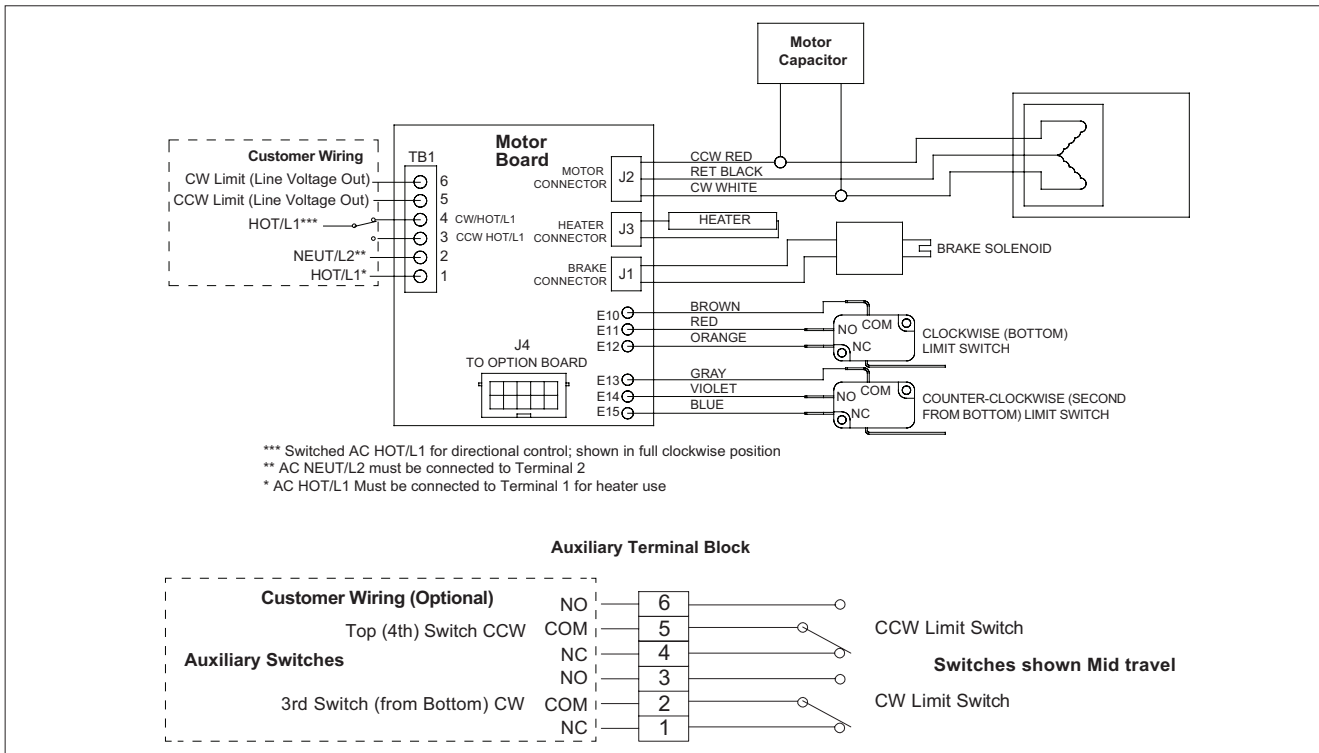 Motor
Capacitor
Motor
Board
Customer Wiring
TB1
CW Limit (Line Voltage Out)
6
CCW Limit (Line Voltage Out)
5
HOT/L1***
4
CW/HOT/L1
3
CCW HOT/L1
NEUT/L2**
2
HOT/L1*
1
MOTOR
CONNECTOR
J2
CCW RED
RET BLACK
CW WHITE
HEATER
CONNECTOR
J3
HEATER
BRAKE
CONNECTOR
J1
BRAKE SOLENOID
E10
BROWN
E11
RED
E12
ORANGE
NO
COM
NC
CLOCKWISE (BOTTOM)
LIMIT SWITCH
J4
TO OPTION BOARD
E13
GRAY
E14
VIOLET
E15
BLUE
NO
COM
NC
COUNTER-CLOCKWISE (SECOND
FROM BOTTOM) LIMIT SWITCH
*** Switched AC HOT/L1 for directional control; shown in full clockwise position
** AC NEUT/L2 must be connected to Terminal 2
* AC HOT/L1 Must be connected to Terminal 1 for heater use
Auxiliary Terminal Block
Customer Wiring (Optional)
NO
6
Top (4th) Switch CCW
COM
5
CCW Limit Switch
Auxiliary Switches
NC
4
Switches shown Mid travel
NO
3
3rd Switch (from Bottom) CW
COM
2
CW Limit Switch
NC
1